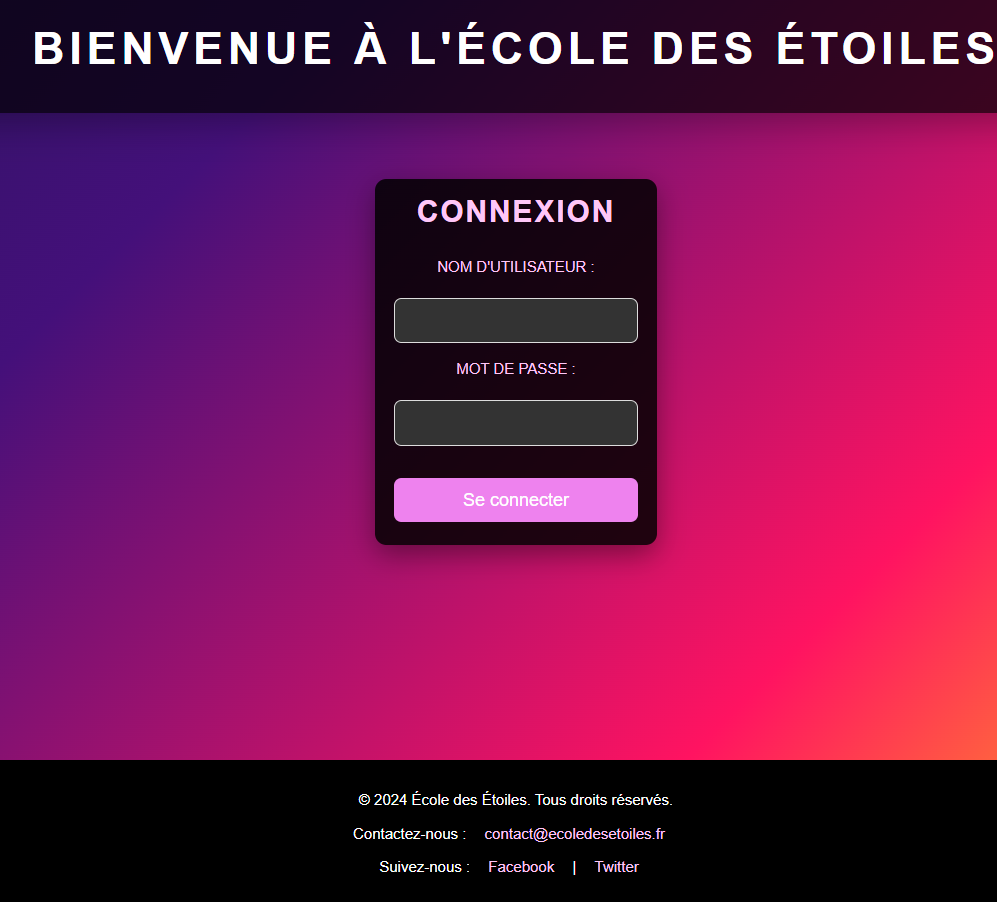 BIENVENUE À L'ÉCOLE DES ÉTOILES
CONNEXION
NOM D'UTILISATEUR :
MOT DE PASSE :
Se connecter
© 2024 École des Étoiles. Tous droits réservés.
Contactez-nous : contact@ecoledesetoiles.fr
Suivez-nous : Facebook | Twitter